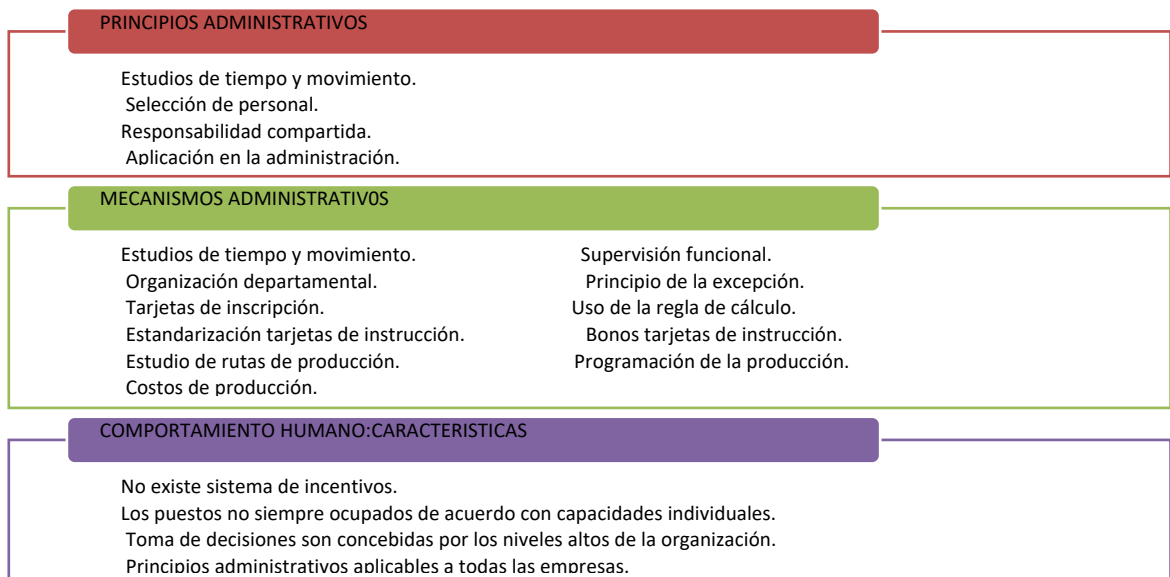 PRINCIPIOS ADMINISTRATIVOS
Estudios de tiempo y movimiento.
Selección de personal.
Responsabilidad compartida.
Aplicación en la administración.
MECANISMOS ADMINISTRATIV0S
Estudios de tiempo y movimiento. Supervisión funcional.
Organización departamental. Principio de la excepción.
Tarjetas de inscripción. Uso de la regla de cálculo.
Estandarización tarjetas de instrucción. Bonos tarjetas de instrucción.
Estudio de rutas de producción. Programación de la producción.
Costos de producción.
COMPORTAMIENTO HUMANO:CARACTERISTICAS
No existe sistema de incentivos.
Los puestos no siempre ocupados de acuerdo con capacidades individuales.
Toma de decisiones son concebidas por los niveles altos de la organización.
Principios administrativos aplicables a todas las empresas.